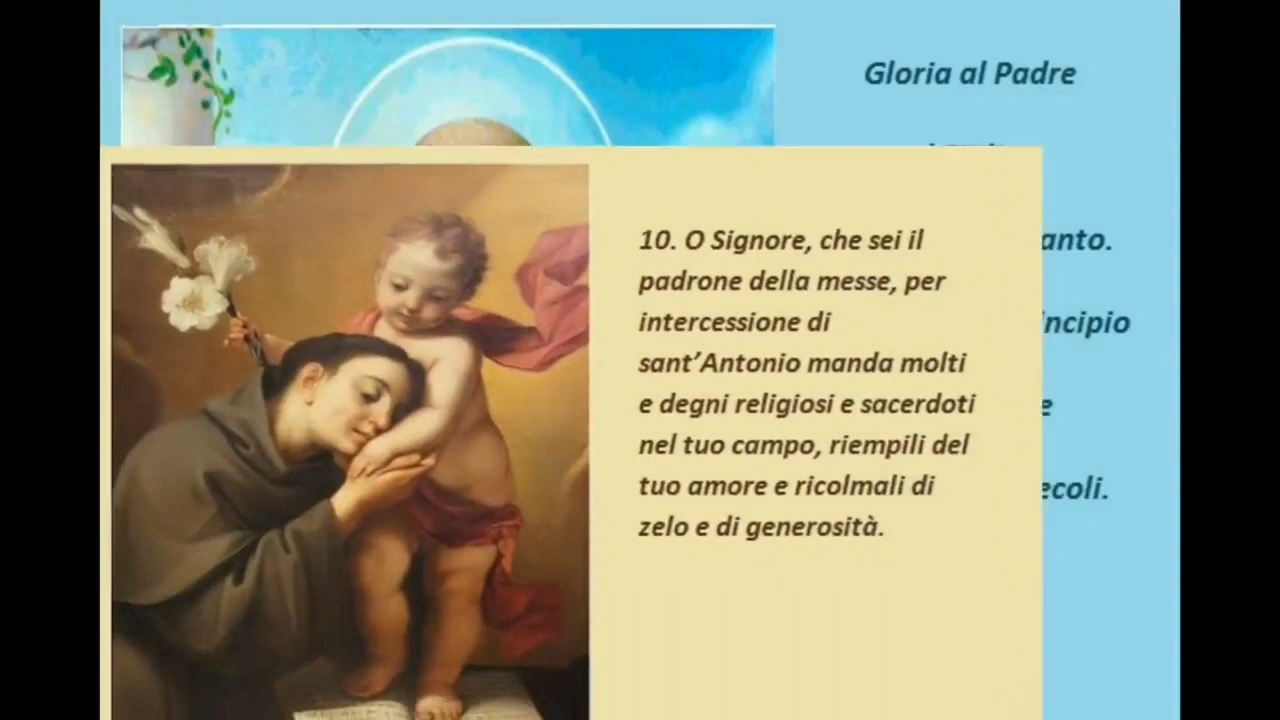 Gloria al Padre
anto.
incipio
e
ecoli.
10. O Signore, che sei il
padrone della messe, per
intercessione di
sant’Antonio manda molti
e degni religiosi e sacerdoti
nel tuo campo, riempili del
tuo amore e ricolmali di
zelo e di generosità.